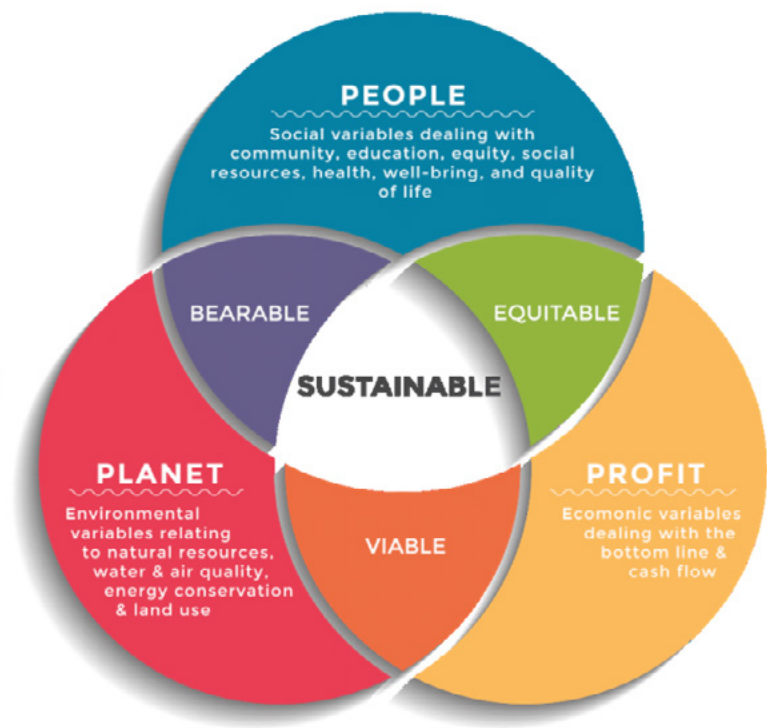 PEOPLE
Social variables dealing with
community, education, equity, social
resources, health, well-bring, and quality
of life
BEARABLE
EQUITABLE
SUSTAINABLE
PLANET
Environmental
variables relating
to natural resources,
water & air quality,
energy conservation
& land use
PROFIT
Ecomonic variables
dealing with the
bottom line &
cash flow
VIABLE